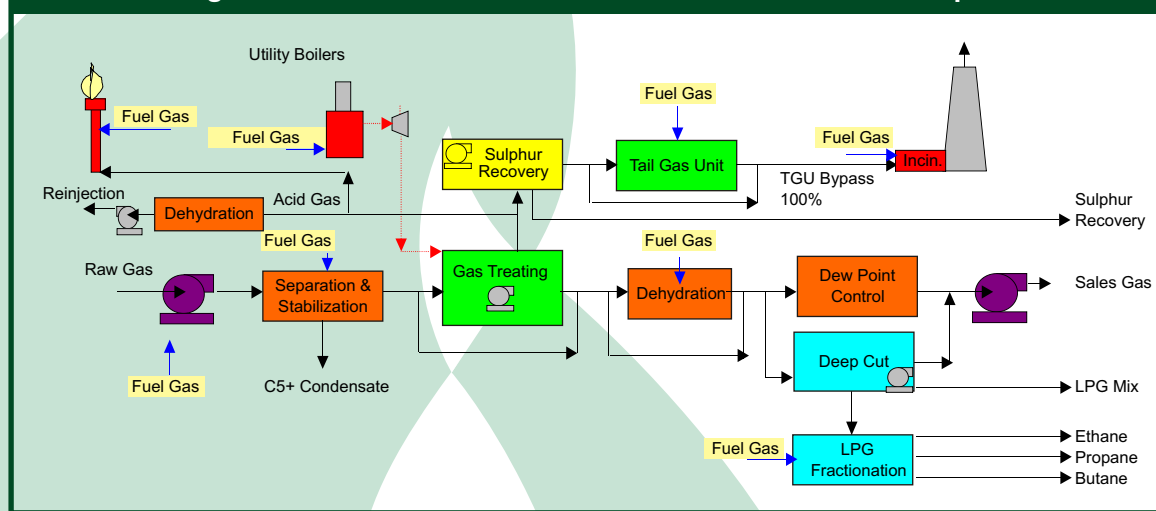 Utility Boilers
Fuel Gas
Fuel Gas
Fuel Gas
Fuel Gas
Sulphur
Recovery
Tail Gas Unit
Incin.
TGU Bypass
100%
Reinjection
Acid Gas
Dehydration
Sulphur
Recovery
Fuel Gas
Fuel Gas
Raw Gas
Separation &
Stabilization
Gas Treating
Dehydration
Dew Point
Control
Sales Gas
Deep Cut
Fuel Gas
C5+ Condensate
LPG Mix
Fuel Gas
LPG
Fractionation
Ethane
Propane
Butane